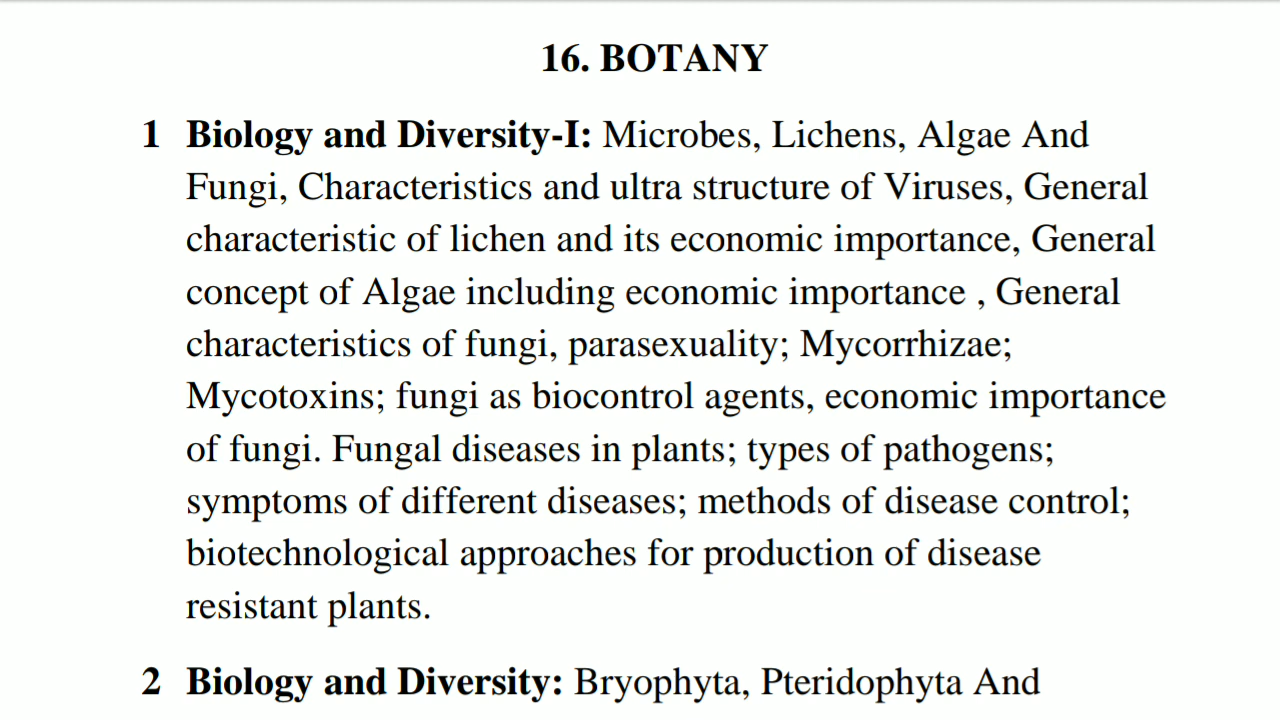 16. BOTANY
1 Biology and Diversity-I: Microbes, Lichens, Algae And
Fungi, Characteristics and ultra structure of Viruses, General
characteristic of lichen and its economic importance, General
concept of Algae including economic importance , General
characteristics of fungi, parasexuality; Mycorrhizae;
Mycotoxins; fungi as biocontrol agents, economic importance
of fungi. Fungal diseases in plants; types of pathogens;
symptoms of different diseases; methods of disease control;
biotechnological approaches for production of disease
resistant plants.
2 Biology and Diversity: Bryophyta, Pteridophyta And